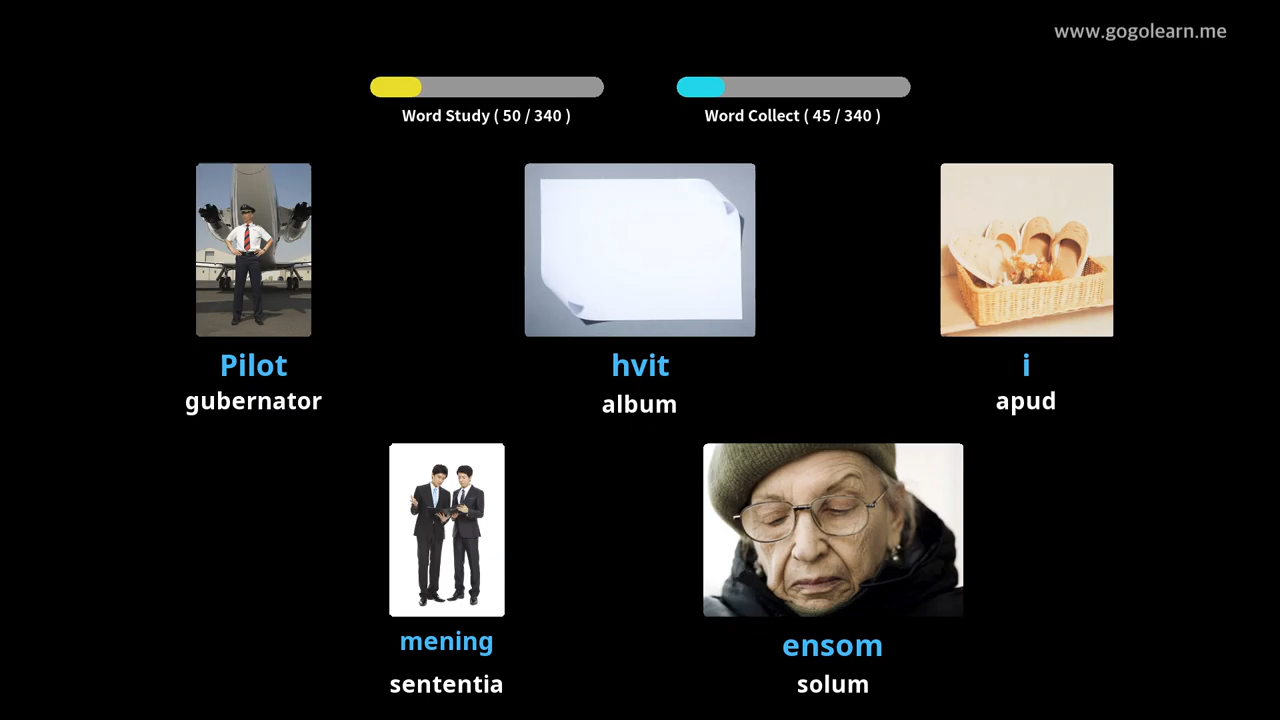 www.gogolearn.me
Word Study ( 50 / 340 )
Word Collect ( 45 / 340 )
Pilot
gubernator
hvit
album
i
apud
mening
sententia
ensom
solum